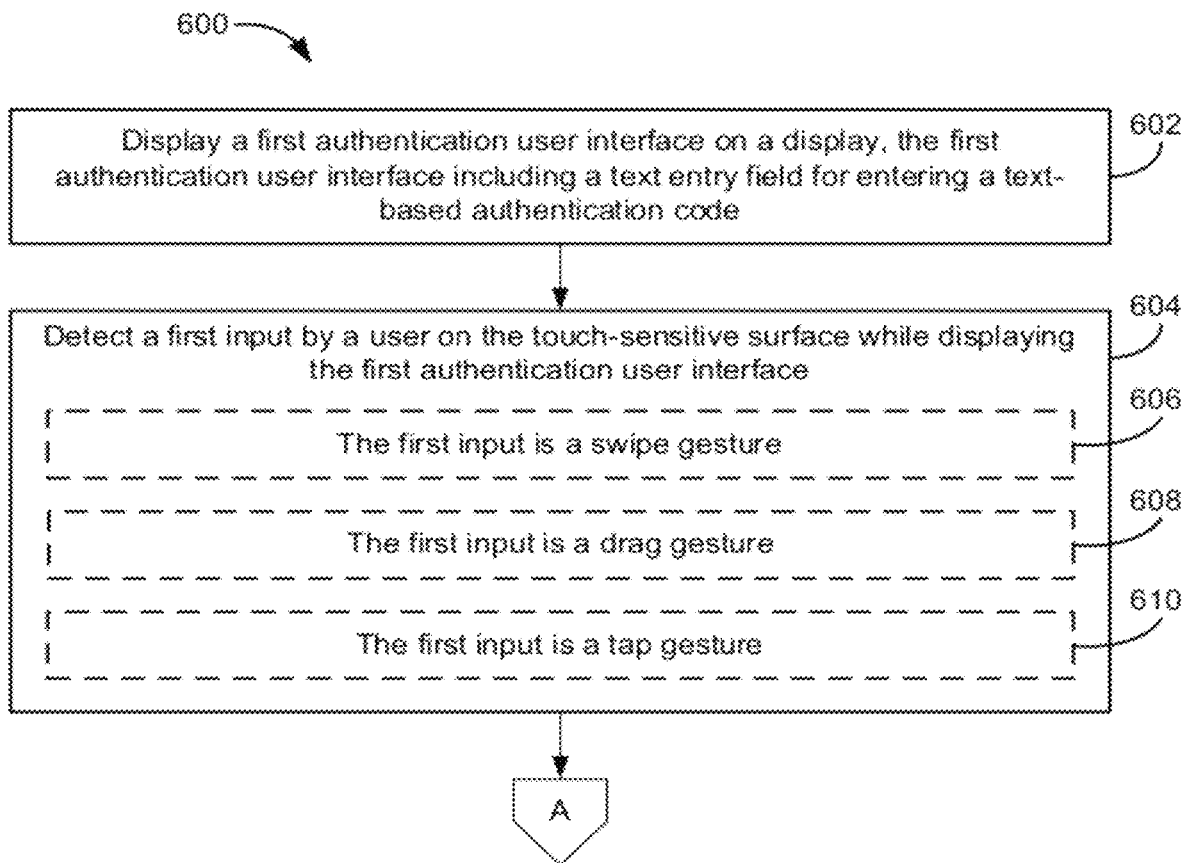 600
Display a first authentication user interface on a display, the first
authentication user interface including a text entry field for entering a text-
based authentication code
602
Detect a first input by a user on the touch-sensitive surface while displaying
the first authentication user interface
604
The first input is a swipe gesture
606
The first input is a drag gesture
608
The first input is a tap gesture
610
A